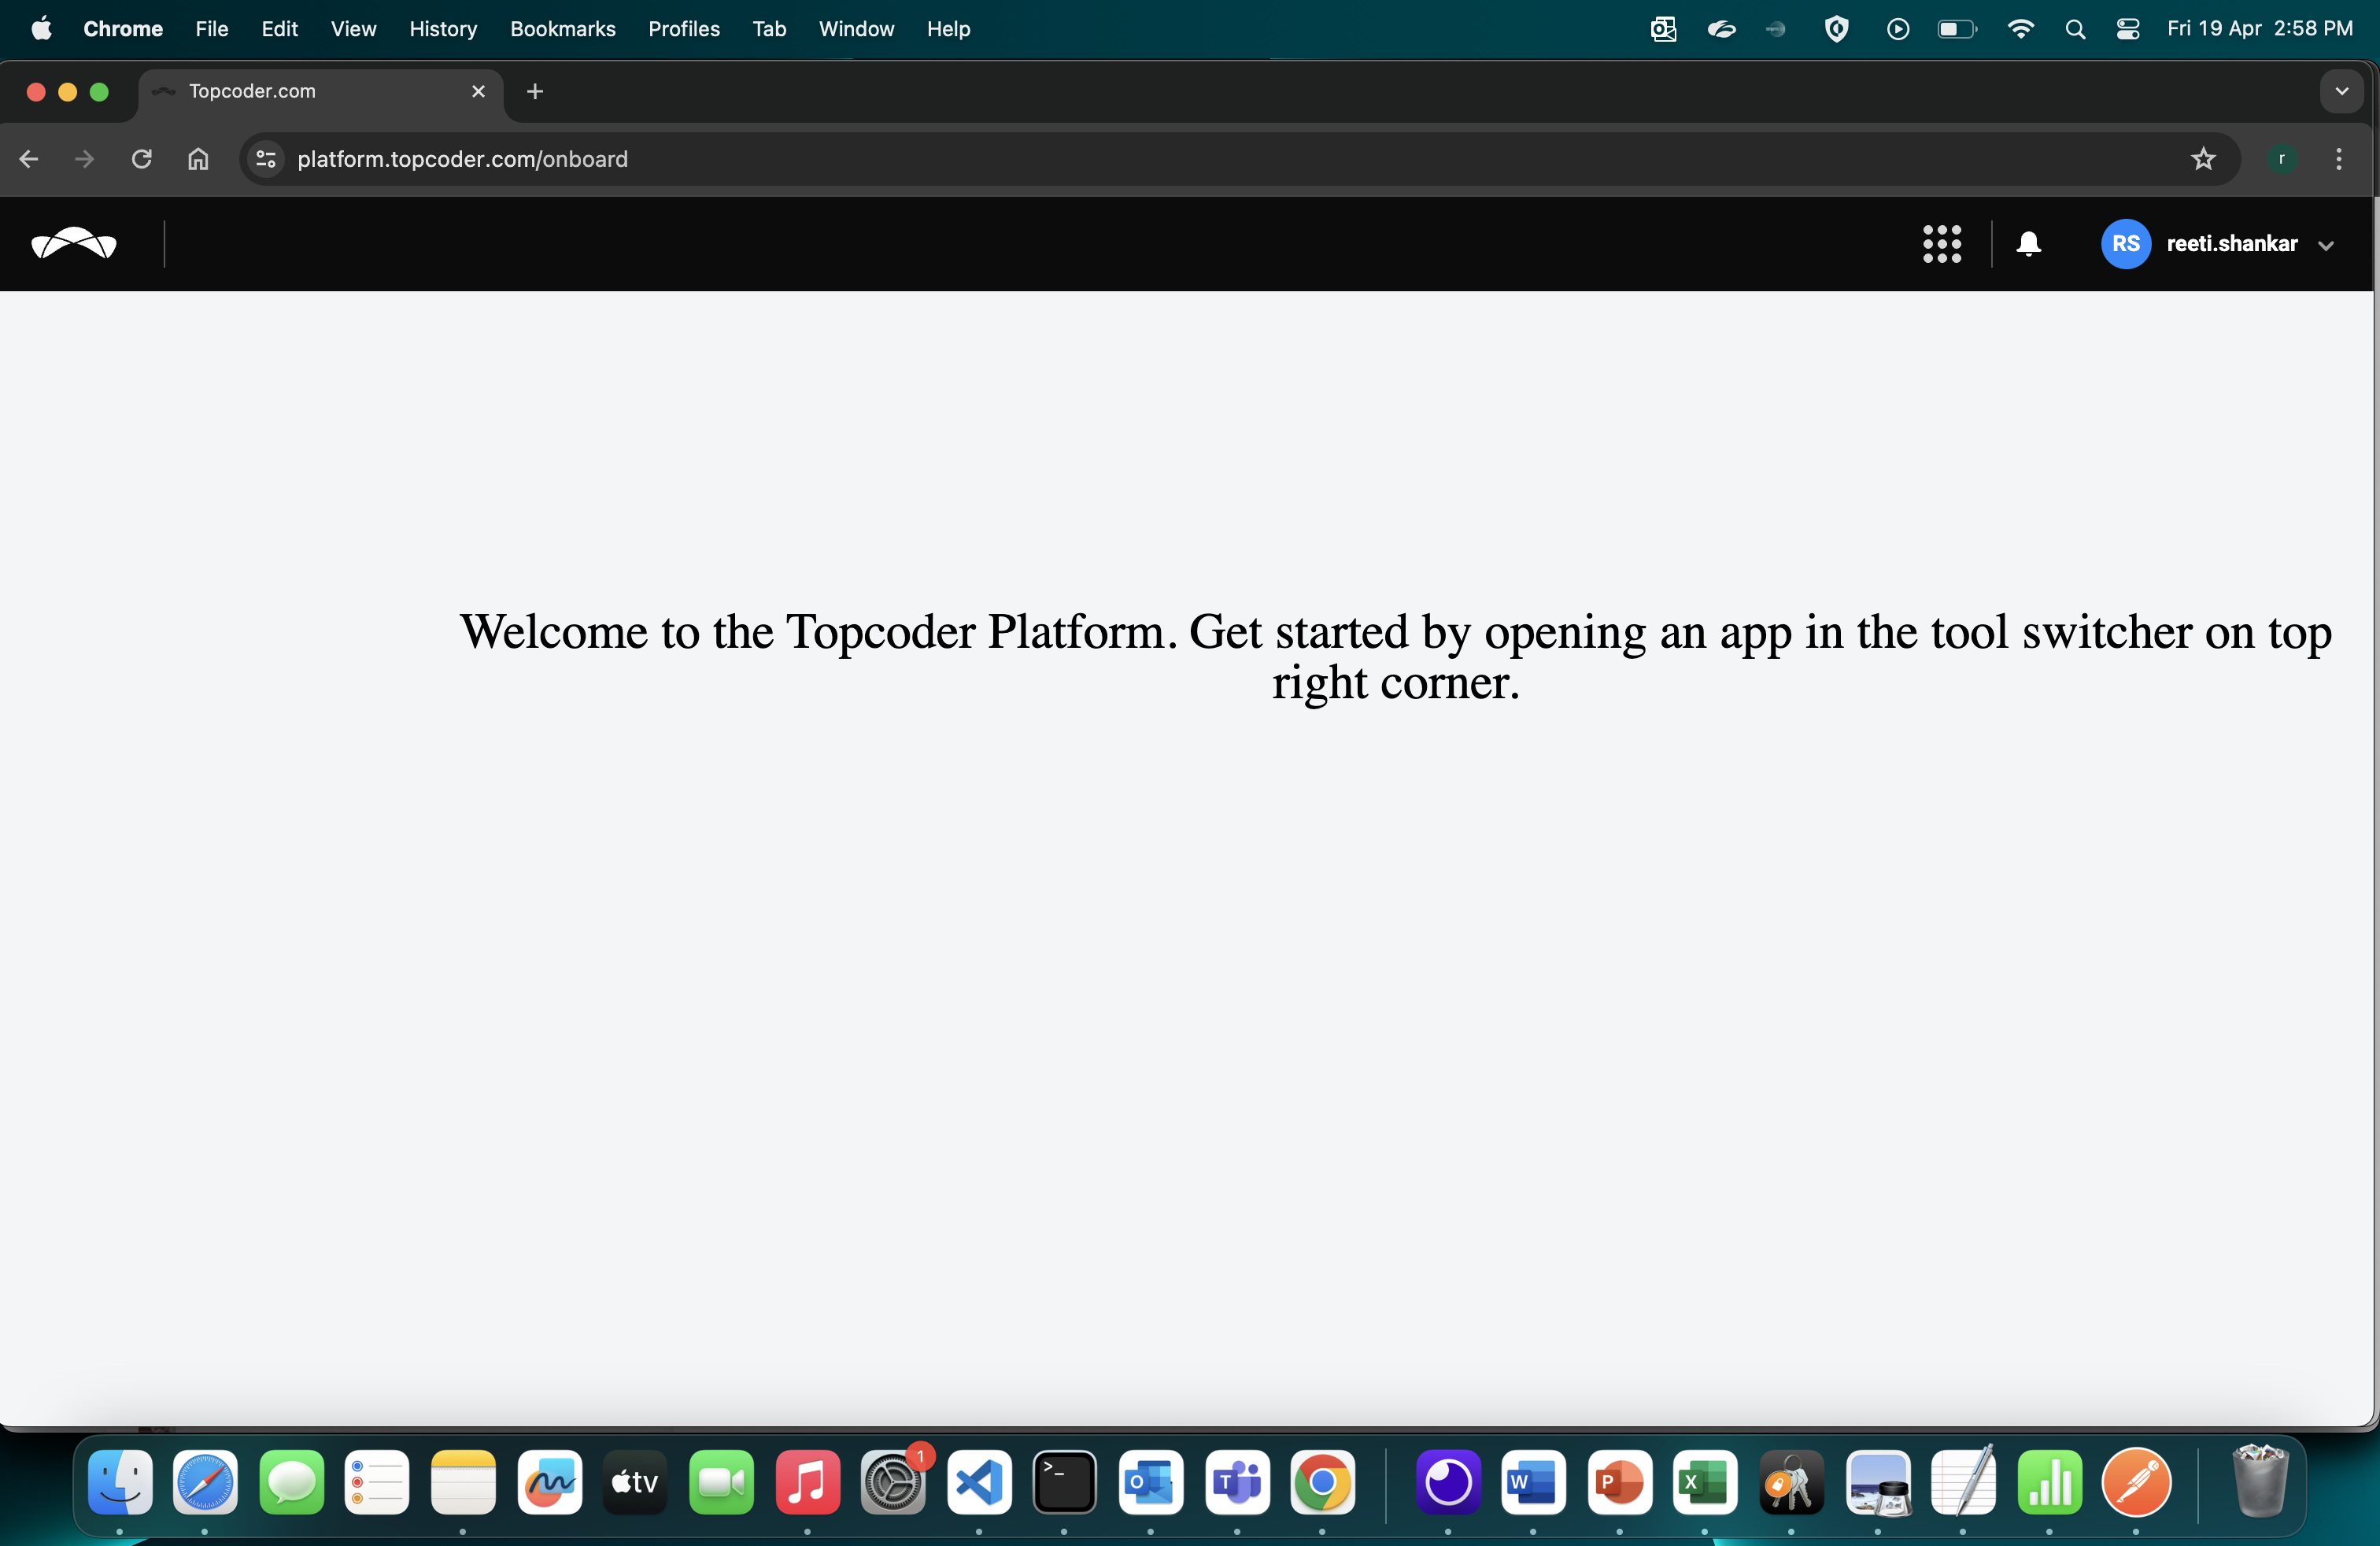 Chrome File Edit View History Bookmarks Profiles Tab Window Help Fri 19 Apr 2:58 PM
Topcoder.com
platform.topcoder.com/onboard r
RS reeti.shankar
Welcome to the Topcoder Platform. Get started by opening an app in the tool switcher on top
right corner.
tv 1 >_ O T W P X